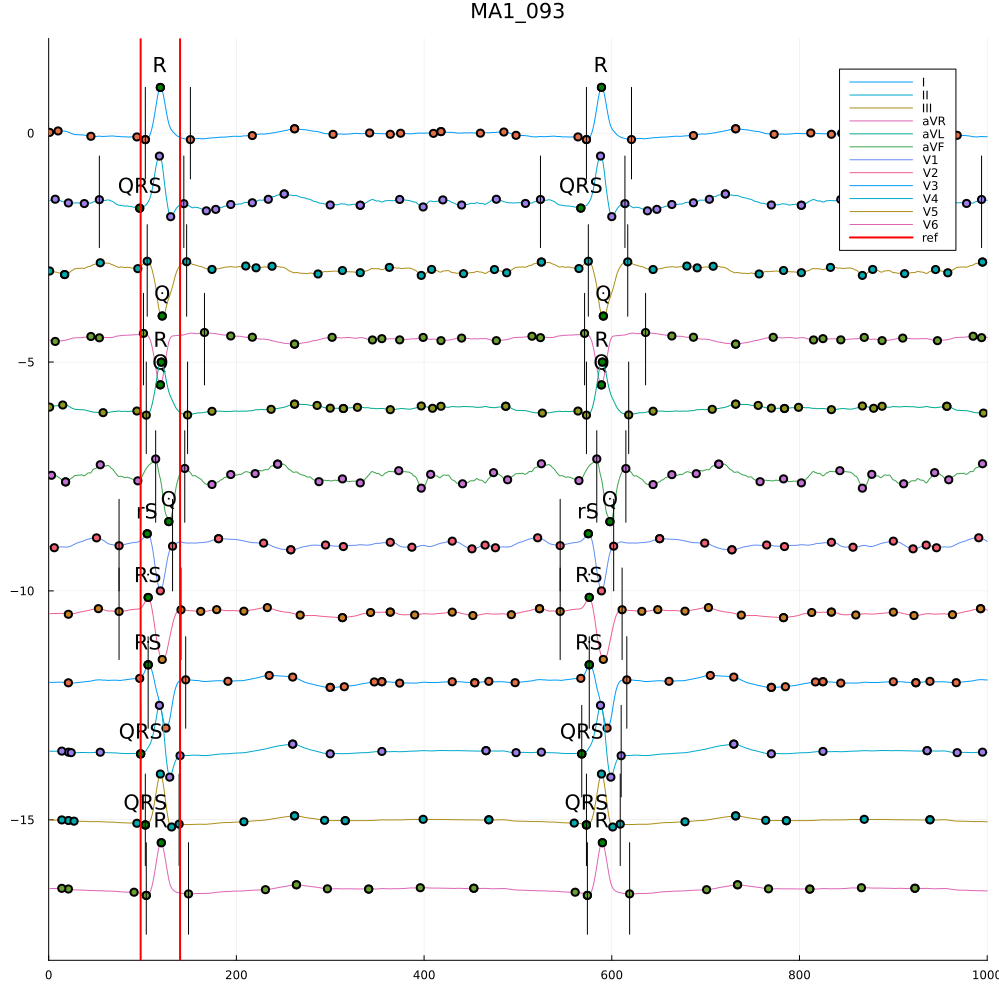 MA1_093
R R
I
II
III
aVR
aVL
aVF
V1
V2
V3
V4
V5
V6
ref
0
QRS QRS
Q Q
R R
−5
Q Q
Q Q
rS rS
RS RS
−10
RS RS
QRS QRS
QRS QRS
R R
−15
0 200 400 600 800 1000